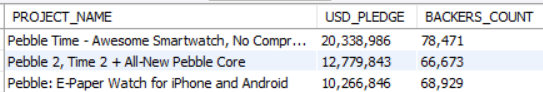 PROJECT_NAME USD_PLEDGE BACKERS_COUNT
Pebble Time - Awesome Smartwatch, No Compr... 20,338,986 78,471
Pebble 2, Time 2 + All-New Pebble Core 12,779,843 66,673
Pebble: E-Paper Watch for iPhone and Android 10,266,846 68,929